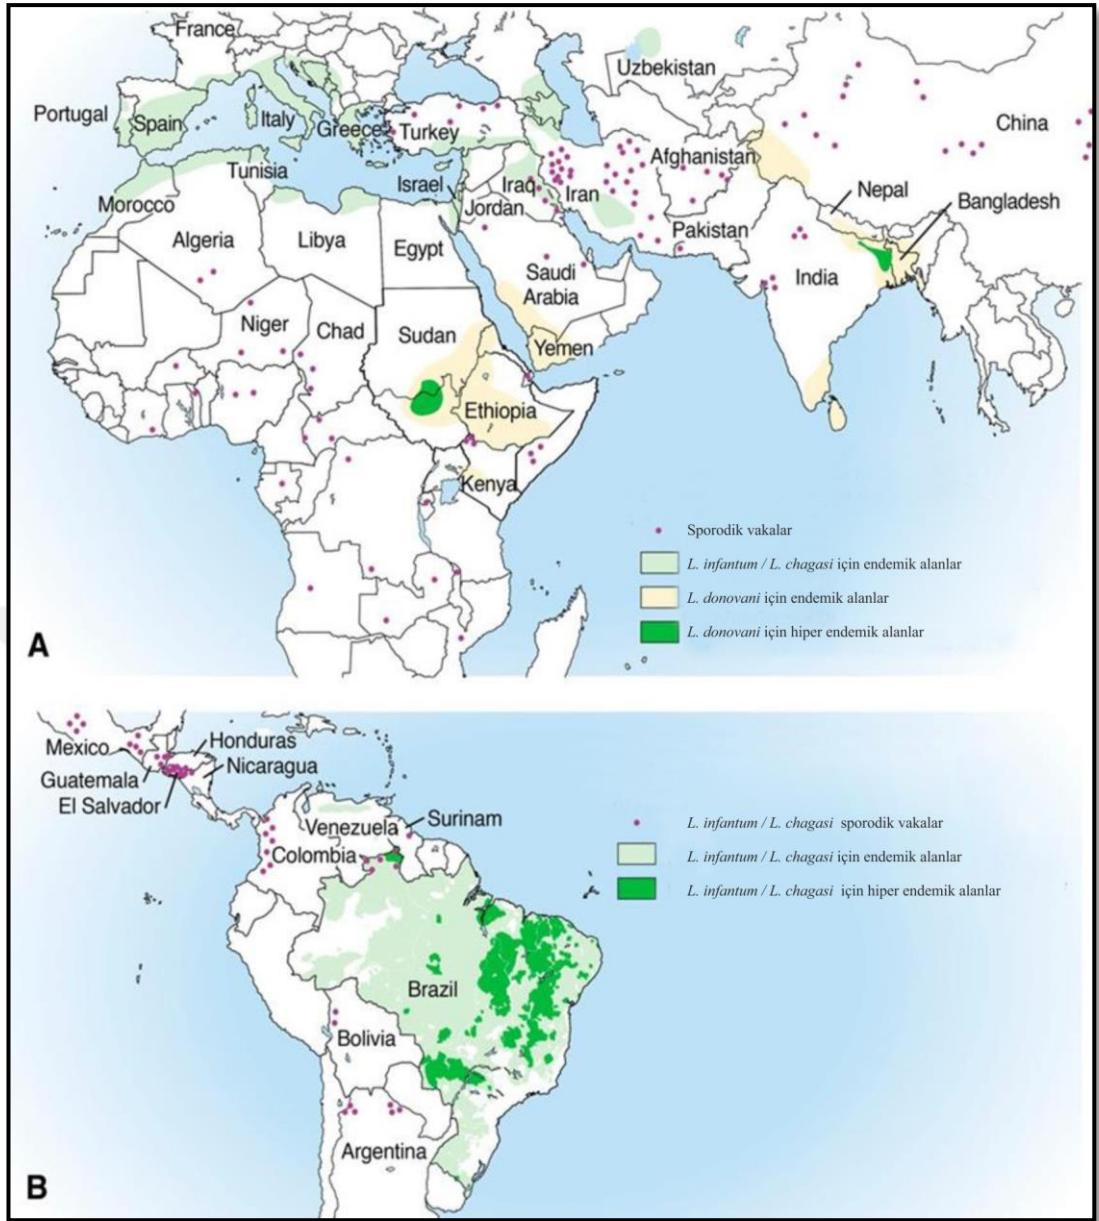 France
Uzbekistan
Portugal
Spain
Italy
Greece
Turkey
China
Tunisia
Afghanistan
Israel
Iraq
Iran
Nepal
Morocco
Jordan
Bangladesh
Pakistan
Algeria
Libya
Egypt
India
Saudi
Arabia
Niger
Chad
Sudan
Yemen
Ethiopia
Kenya
Sporodik vakalar
L. infantum / L. chagasi için endemik alanlar
L. donovani için endemik alanlar
L. donovani için hiper endemik alanlar
A
Mexico
Honduras
Nicaragua
Guatemala
El Salvador
Venezuela
Surinam
Colombia
L. infantum / L. chagasi sporodik vakalar
L. infantum / L. chagasi için endemik alanlar
L. infantum / L. chagasi için hiper endemik alanlar
Brazil
Bolivia
Argentina
B